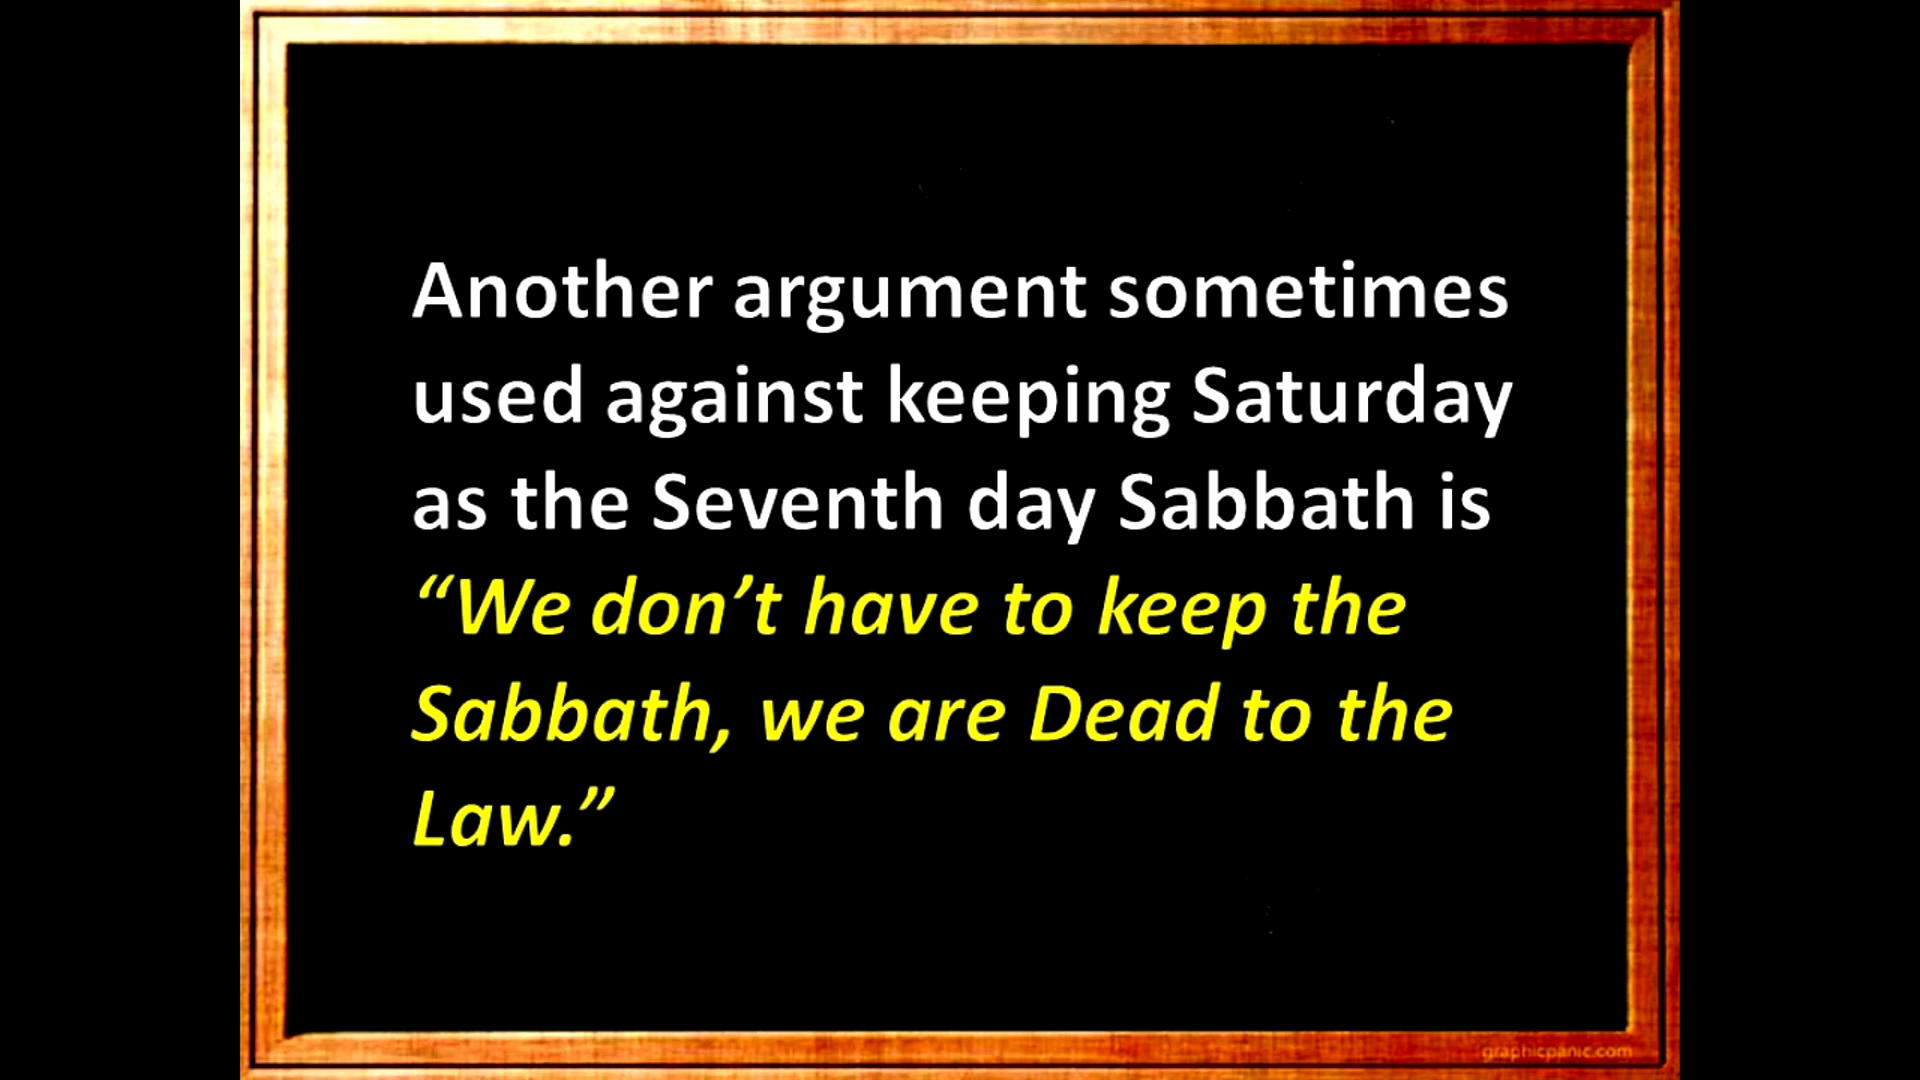 Another argument sometimes
used against keeping Saturday
as the Seventh day Sabbath is
“We don’t have to keep the
Sabbath, we are Dead to the
Law.”
graphicpanic.com